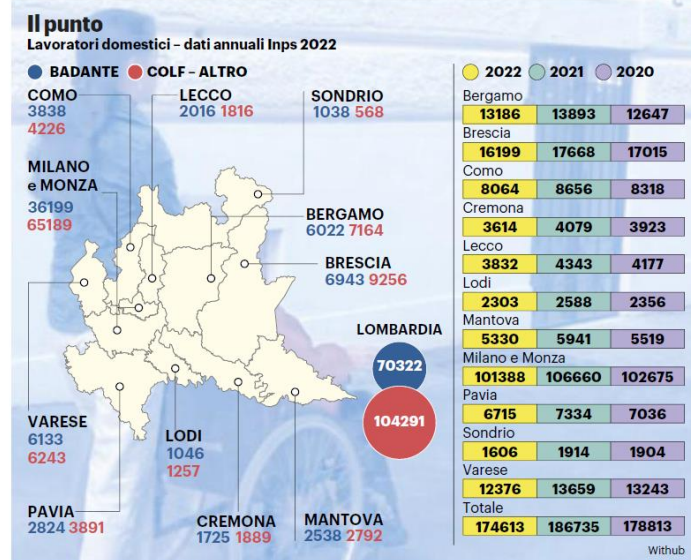 Il punto
Lavoratori domestici – dati annuali Inps 2022
BADANTE COLF – ALTRO
COMO
3838
4226
LECCO
2016 1816
SONDRIO
1038 568
MILANO
e MONZA
36199
65189
BERGAMO
6022 7164
BRESCIA
6943 9256
LOMBARDIA
70322
104291
VARESE
6133
6243
LODI
1046
1257
PAVIA
2824 3891
CREMONA
1725 1889
MANTOVA
2538 2792
2022 2021 2020
Bergamo
13186 13893 12647
Brescia
16199 17668 17015
Como
8064 8656 8318
Cremona
3614 4079 3923
Lecco
3832 4343 4177
Lodi
2303 2588 2356
Mantova
5330 5941 5519
Milano e Monza
101388 106660 102675
Pavia
6715 7334 7036
Sondrio
1606 1914 1904
Varese
12376 13659 13243
Totale
174613 186735 178813
Withub